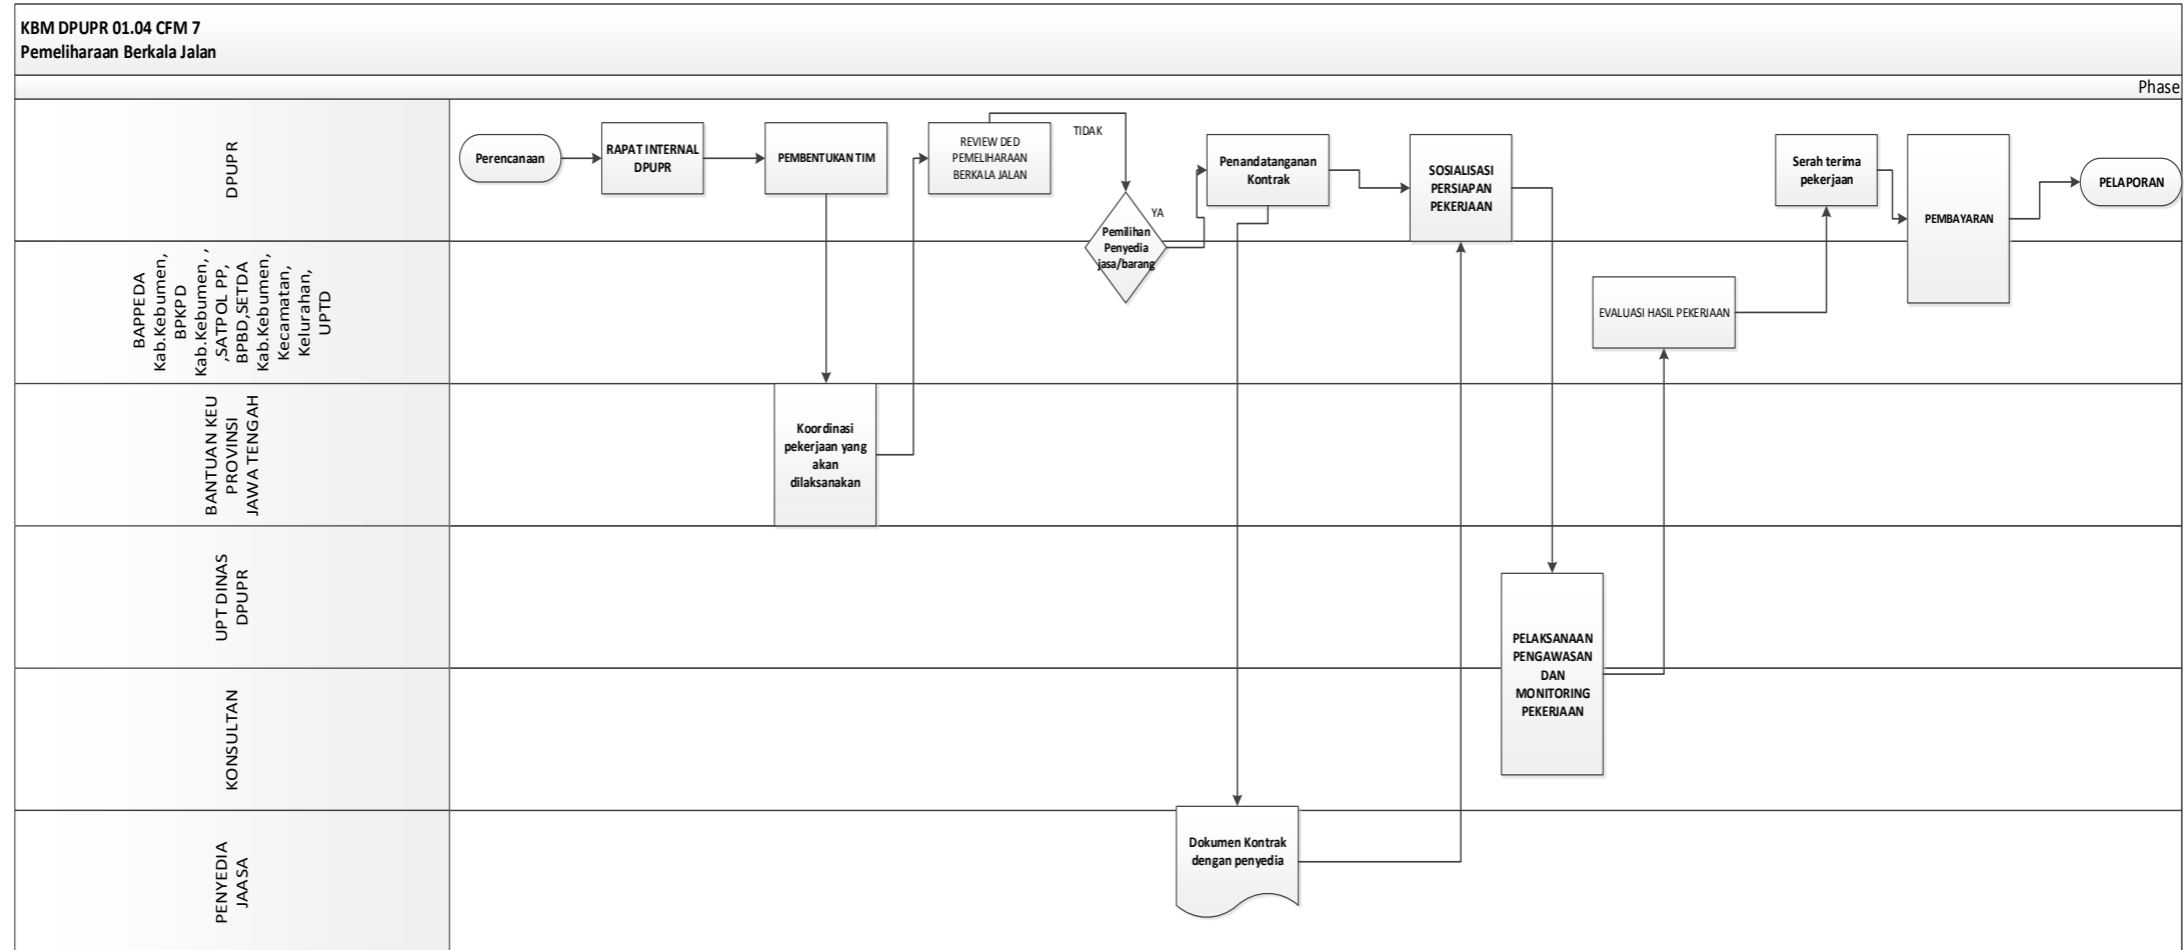 KBM DPUPR 01.04 CFM 7
Pemeliharaan Berkala Jalan
Phase
DPUPR
Perencanaan
RAPAT INTERNAL
DPUPR
PEMBENTUKAN TIM
REVIEW DED
PEMELIHARAAN
BERKALA JALAN
TIDAK
YA
Pemilihan
Penyedia
jasa/barang
Penandatanganan
Kontrak
SOSIALISASI
PERSIAPAN
PEKERJAAN
Serah terima
pekerjaan
PEMBAYARAN
PELAPORAN
BAPPEDA
Kab.Kebumen,
BPKPD
Kab.Kebumen, ,
,SATPOL PP,
BPBD,SETDA
Kab.Kebumen,
Kecamatan,
Kelurahan,
UPTD
EVALUASI HASIL PEKERJAAN
BANTUAN KEU
PROVINSI
JAWA TENGAH
Koordinasi
pekerjaan yang
akan
dilaksanakan
UPT DINAS
DPUPR
PELAKSANAAN
PENGAWASAN
DAN
MONITORING
PEKERJAAN
KONSULTAN
PENYEDIA
JAASA
Dokumen Kontrak
dengan penyedia